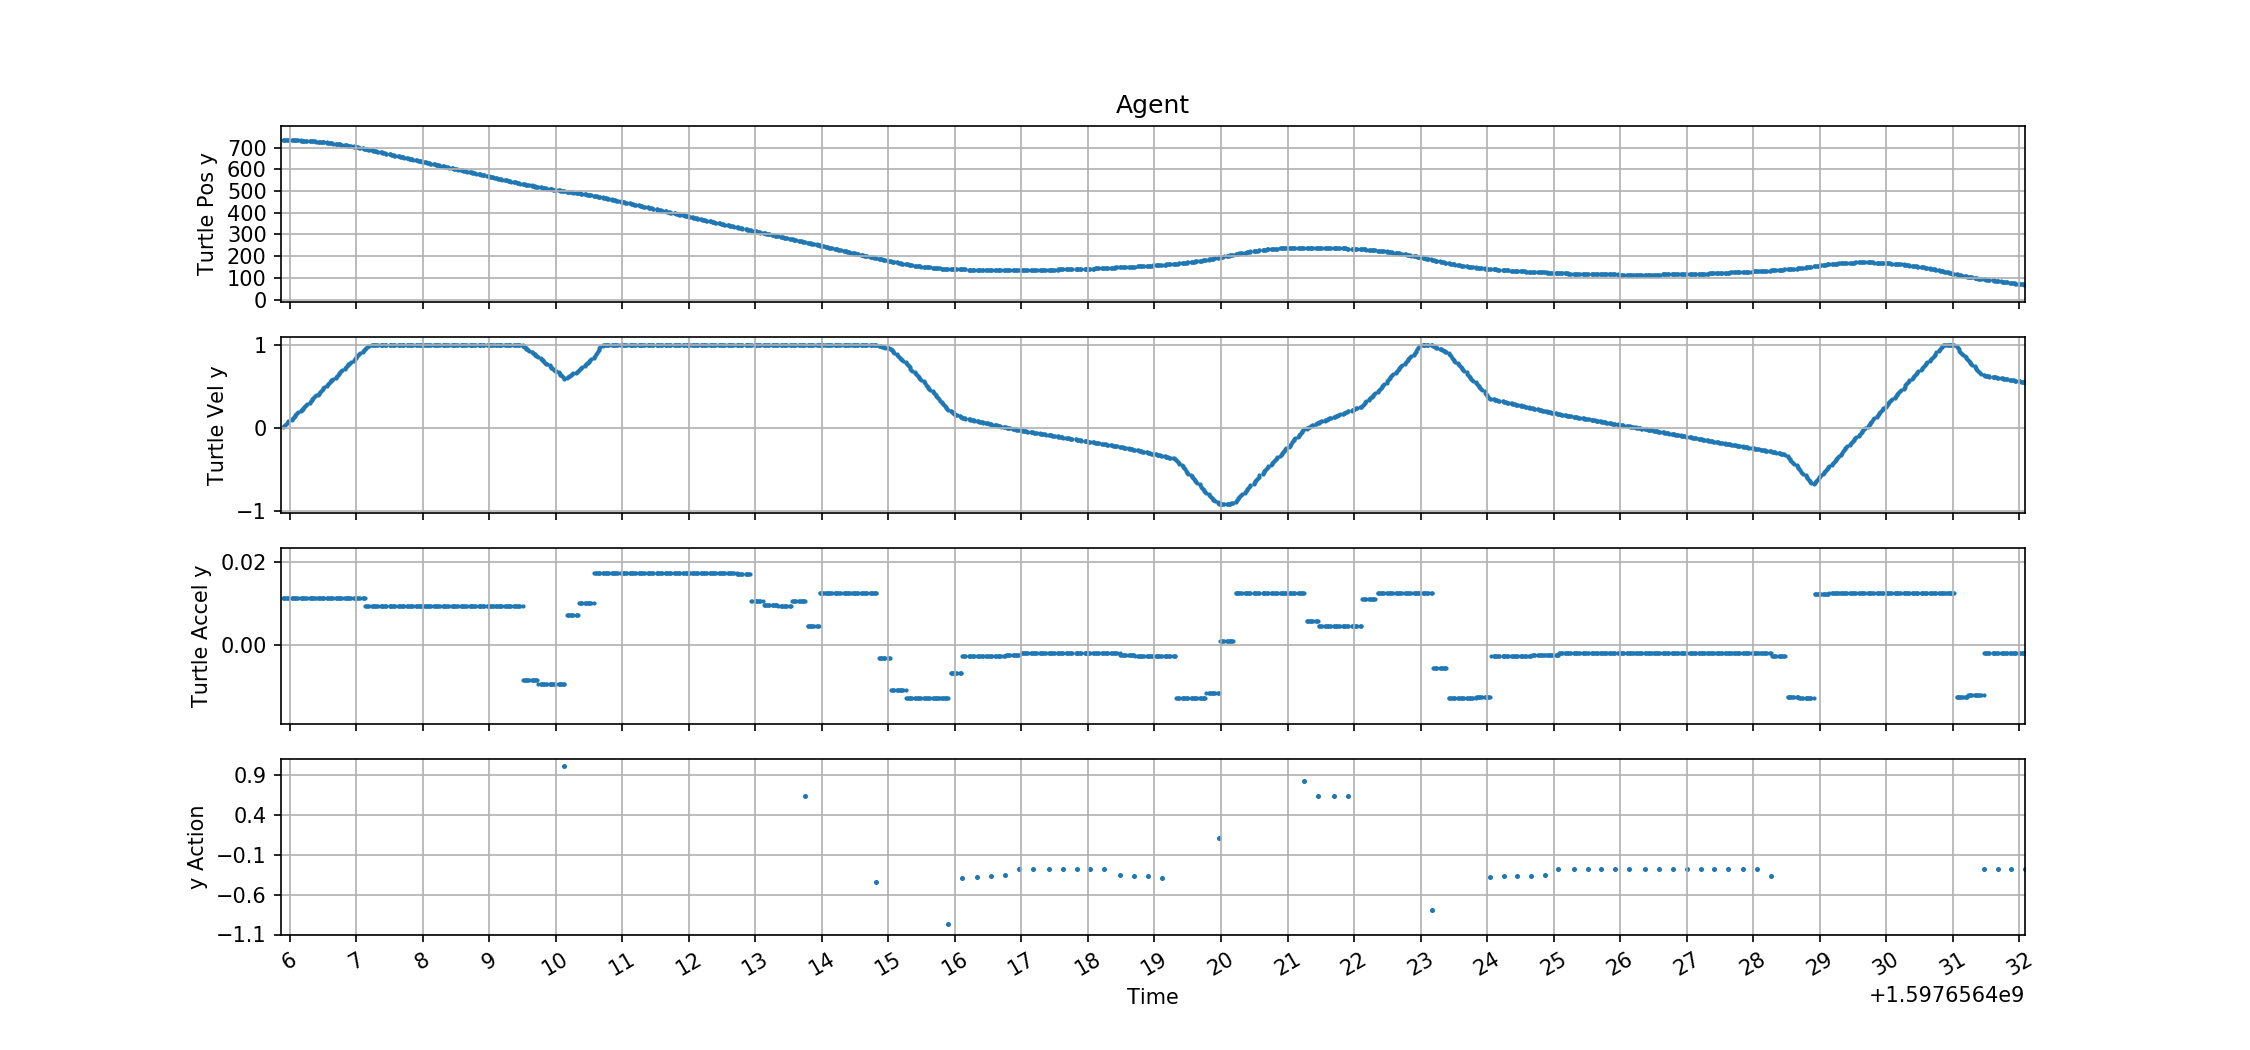 Agent
Turtle Pos y
700
600
500
400
300
200
100
0
Turtle Vel y
1
0
−1
Turtle Accel y
0.02
0.00
y Action
0.9
0.4
−0.1
−0.6
−1.1
6 7 8 9 10 11 12 13 14 15 16 17 18 19 20 21 22 23 24 25 26 27 28 29 30 31 32
Time
+1.5976564e9